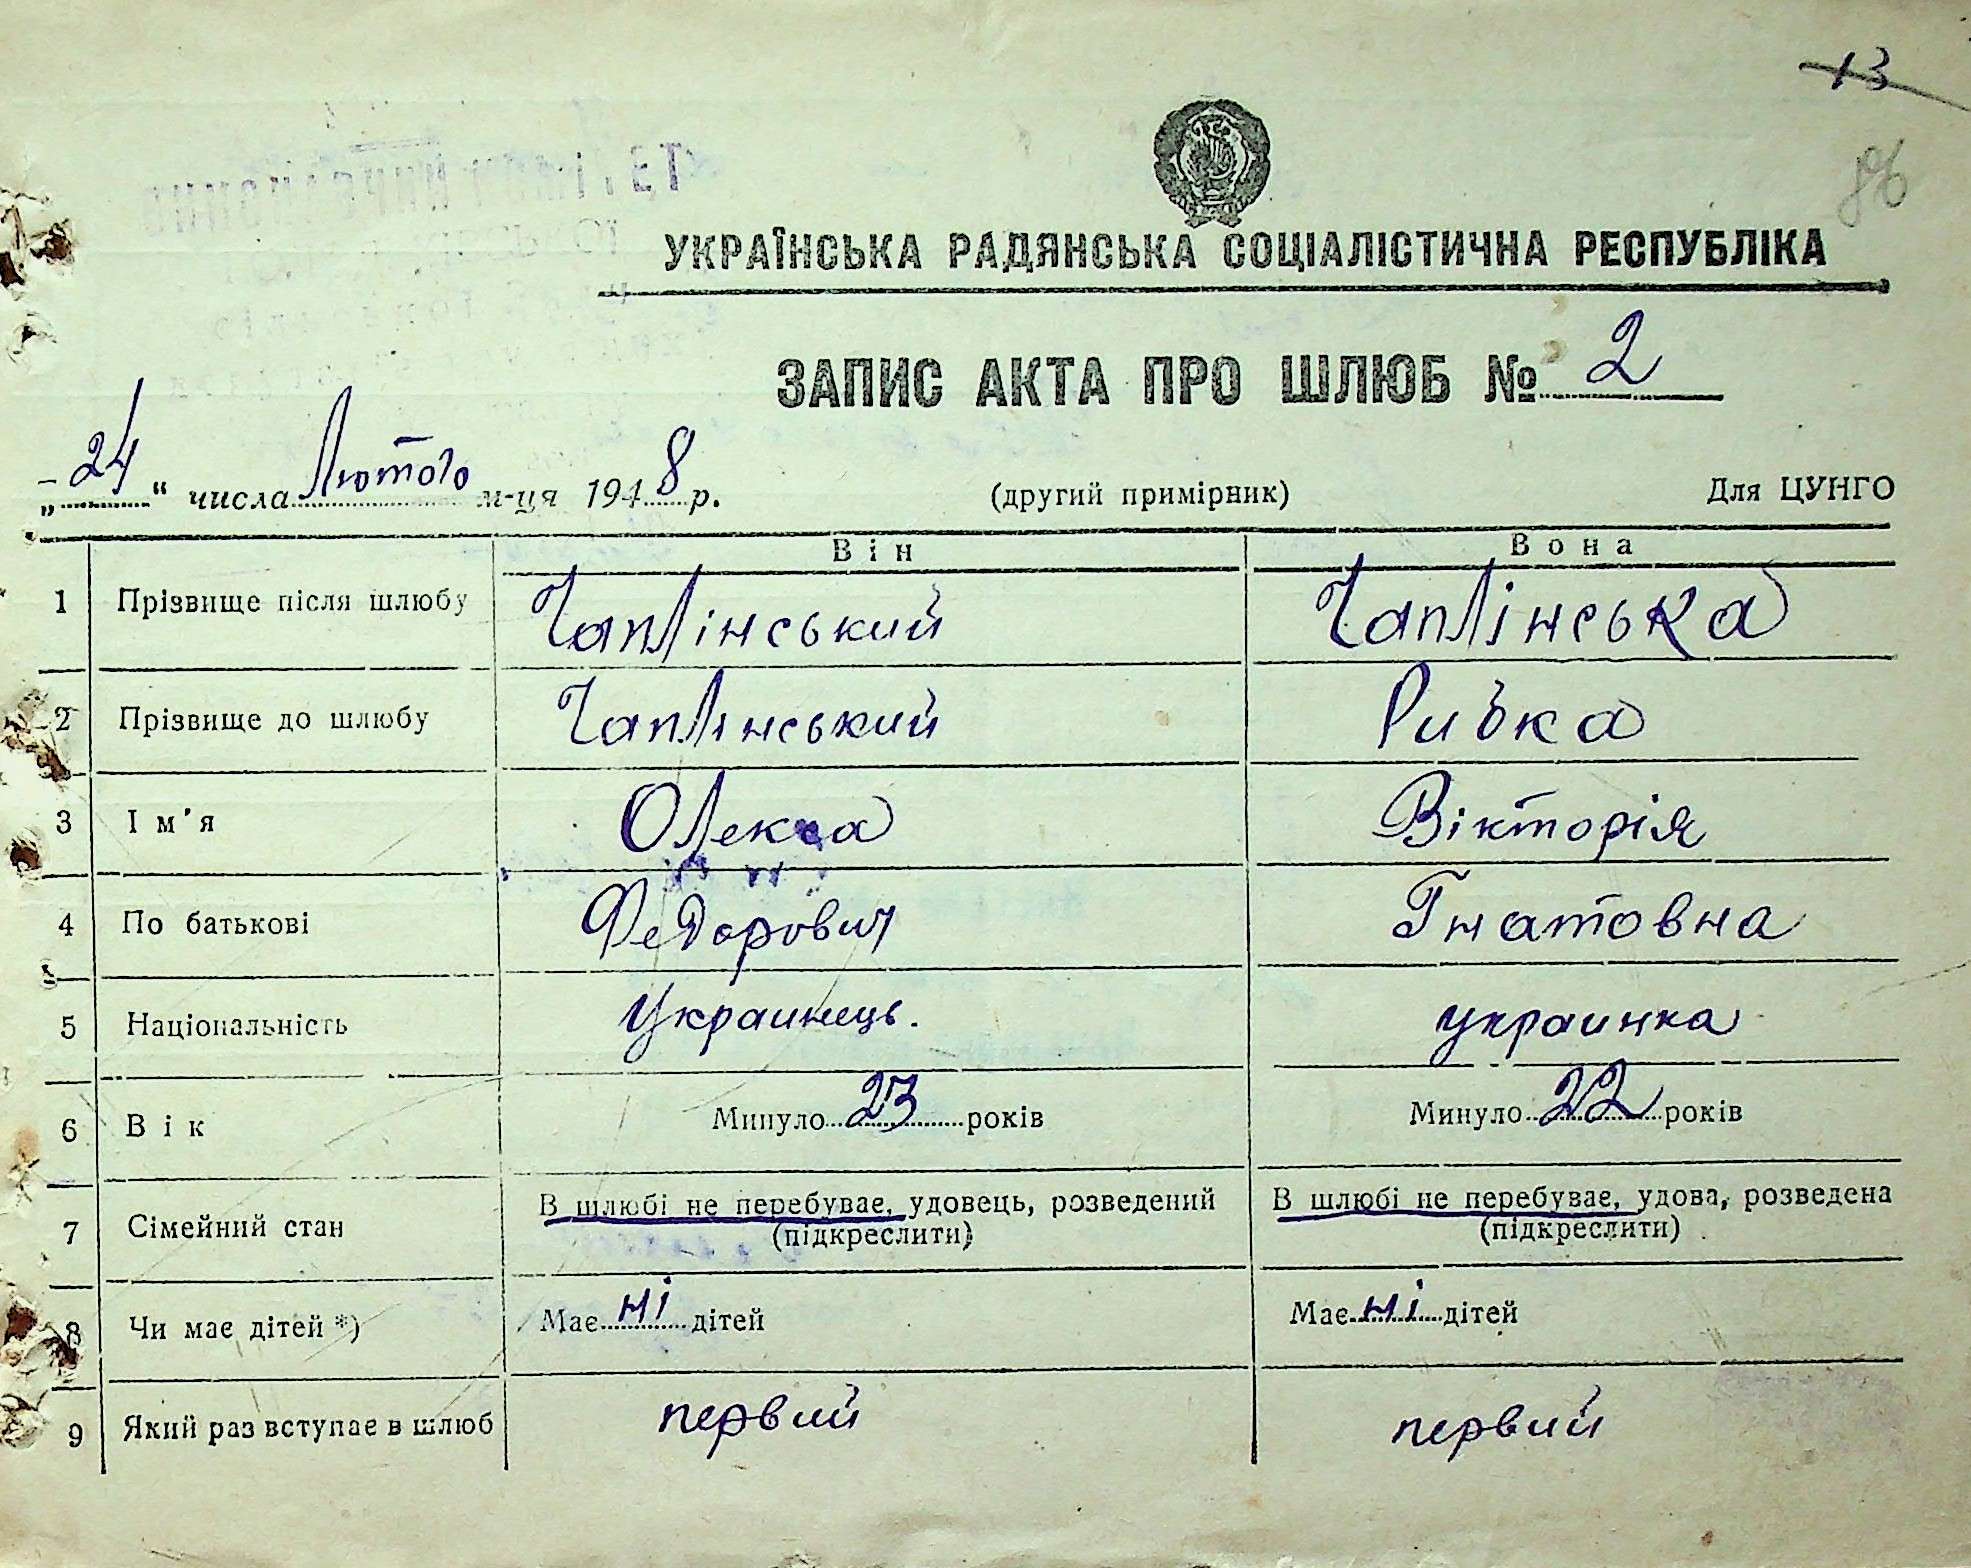 13
86
УКРАЇНСЬКА РАДЯНСЬКА СОЦІАЛІСТИЧНА РЕСПУБЛІКА
ЗАПИС АКТА ПРО ШЛЮБ № 2
„24“ числа Лютого м-ця 1948 р. (другий примірник) Для ЦУНГО
Він Вона
1 Прізвище після шлюбу Чаплінський Чаплінська
2 Прізвище до шлюбу Чаплінський Рибка
3 Ім'я Олекса Вікторія
4 По батькові Федорович Гнатовна
5 Національність Украинець. украинка
6 Вік Минуло 23 років Минуло 22 років
7 Сімейний стан В шлюбі не перебуває, удовець, розведений В шлюбі не перебуває, удова, розведена
(підкреслити) (підкреслити)
8 Чи має дітей *) Має ні дітей Має ні дітей
9 Який раз вступає в шлюб первий первий